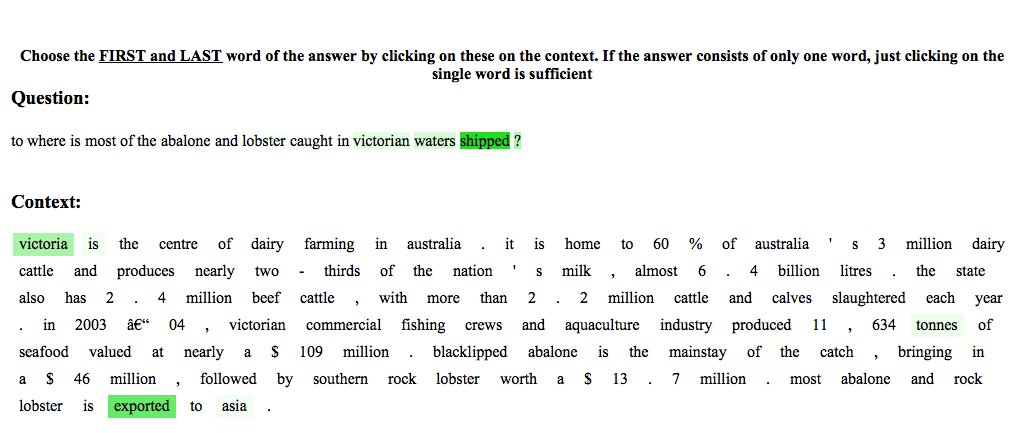 Choose the FIRST and LAST word of the answer by clicking on these on the context. If the answer consists of only one word, just clicking on the
single word is sufficient
Question:
to where is most of the abalone and lobster caught in victorian waters shipped ?
Context:
victoria is the centre of dairy farming in australia . it is home to 60 % of australia ' s 3 million dairy
cattle and produces nearly two - thirds of the nation ' s milk , almost 6 . 4 billion litres . the state
also has 2 . 4 million beef cattle , with more than 2 . 2 million cattle and calves slaughtered each year
. in 2003 â€“ 04 , victorian commercial fishing crews and aquaculture industry produced 11 , 634 tonnes of
seafood valued at nearly a $ 109 million . blacklipped abalone is the mainstay of the catch , bringing in
a $ 46 million , followed by southern rock lobster worth a $ 13 . 7 million . most abalone and rock
lobster is exported to asia .